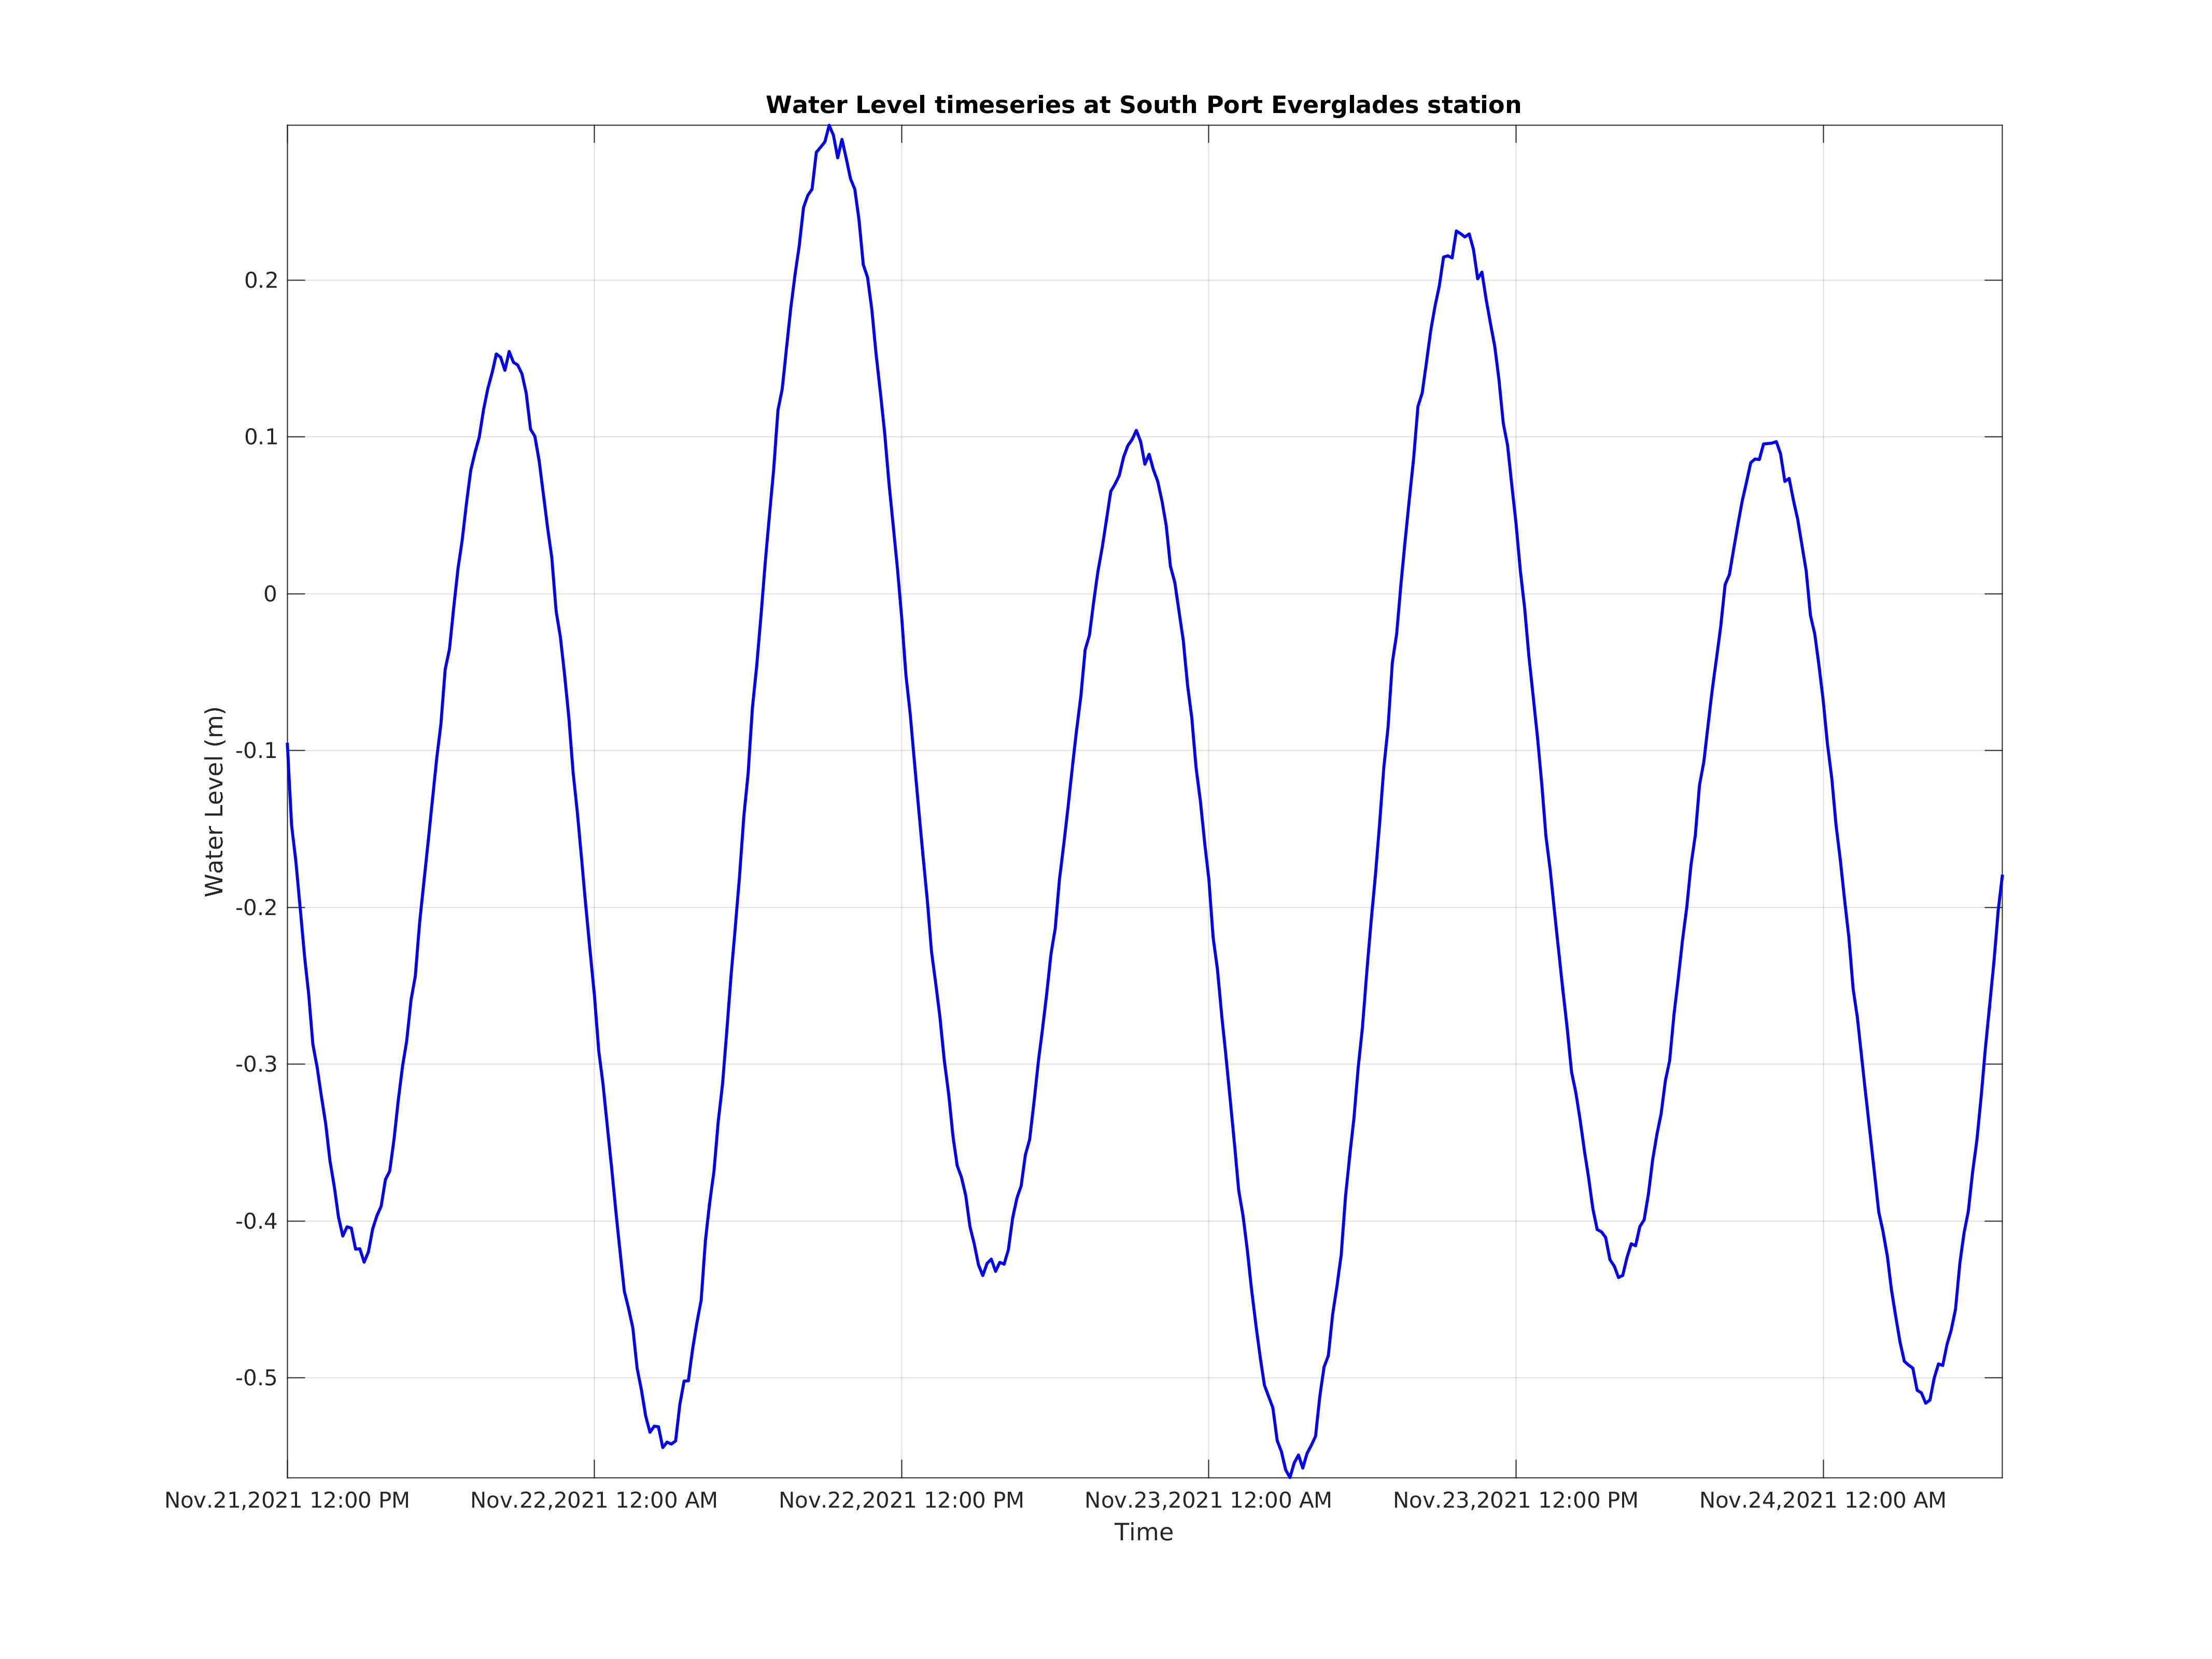 Water Level timeseries at South Port Everglades station
0.2
0.1
0
-0.1
-0.2
-0.3
-0.4
-0.5
Water Level (m)
Nov.21,2021 12:00 PM
Nov.22,2021 12:00 AM
Nov.22,2021 12:00 PM
Nov.23,2021 12:00 AM
Nov.23,2021 12:00 PM
Nov.24,2021 12:00 AM
Time